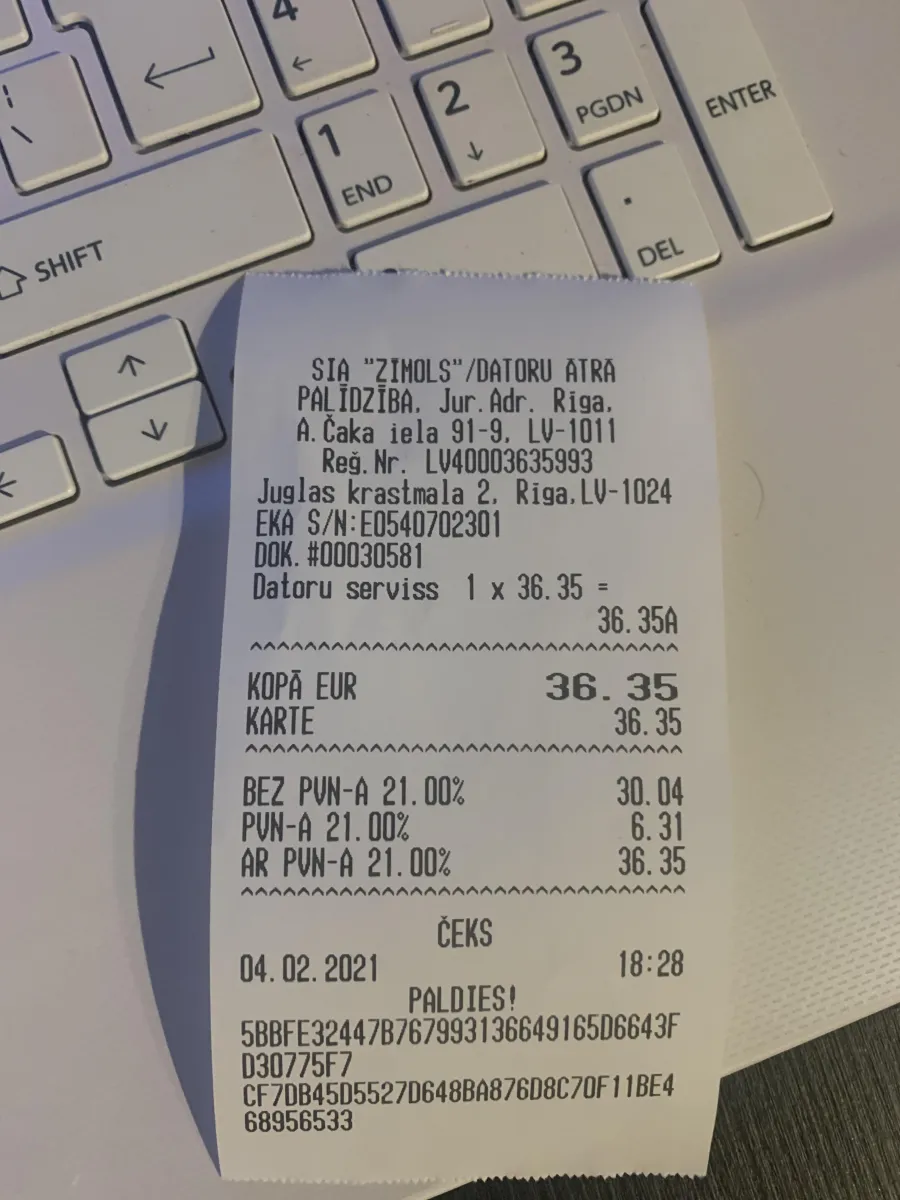 4
←
1
END
2
↓
3
PGDN
ENTER
.
DEL
SHIFT
SIA "ZĪMOLS"/DATORU ĀTRĀ
PALĪDZĪBA, Jur.Adr. Rīga,
A.Čaka iela 91-9, LV-1011
Reģ.Nr. LV40003635993
Juglas krastmala 2, Rīga,LV-1024
EKA S/N:E0540702301
DOK.#00030581
Datoru serviss 1 x 36.35 =
36.35A
^^^^^^^^^^^^^^^^^^^^^^^^^^^^^^^^
KOPĀ EUR 36.35
KARTE 36.35
^^^^^^^^^^^^^^^^^^^^^^^^^^^^^^^^
BEZ PVN-A 21.00% 30.04
PVN-A 21.00% 6.31
AR PVN-A 21.00% 36.35
^^^^^^^^^^^^^^^^^^^^^^^^^^^^^^^^
ČEKS
04.02.2021 18:28
PALDIES!
5BBFE32447B767993136649165D6643F
D30775F7
CF7DB45D5527D648BA876D8C70F11BE4
68956533